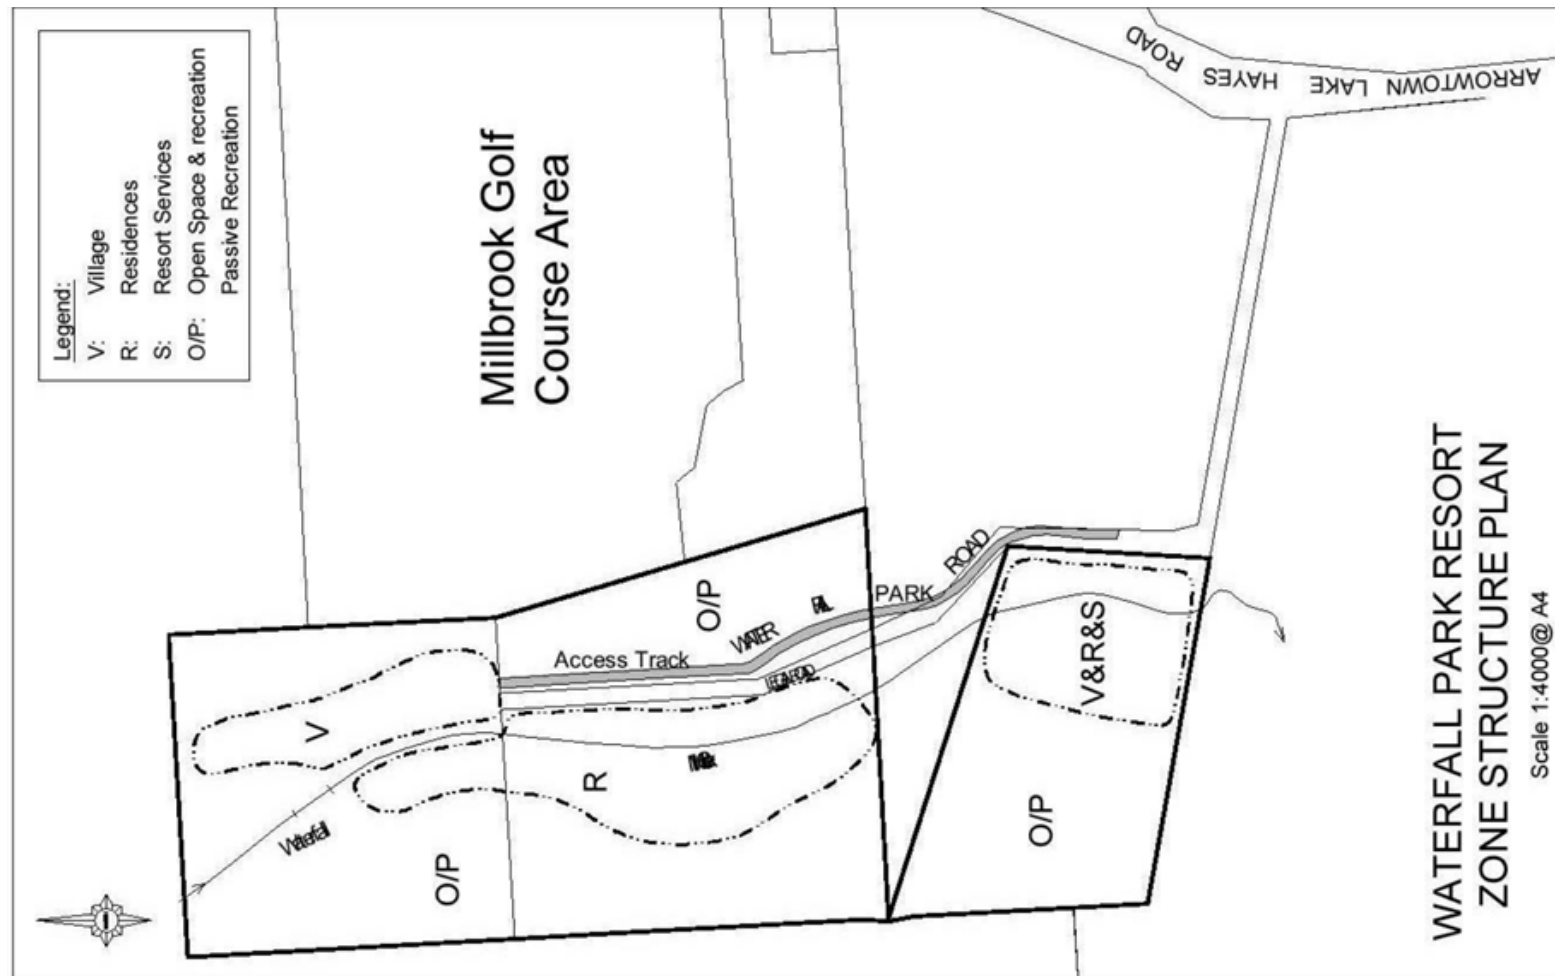 Legend:
V: Village
R: Residences
S: Resort Services
O/P: Open Space & recreation
Passive Recreation
Millbrook Golf
Course Area
ARROWTOWN LAKE HAYES ROAD
O/P
WATER
PARK
ROAD
Access Track
V
R
V&R&S
Waterfall
O/P
O/P
WATERFALL PARK RESORT
ZONE STRUCTURE PLAN
Scale 1:4000@ A4